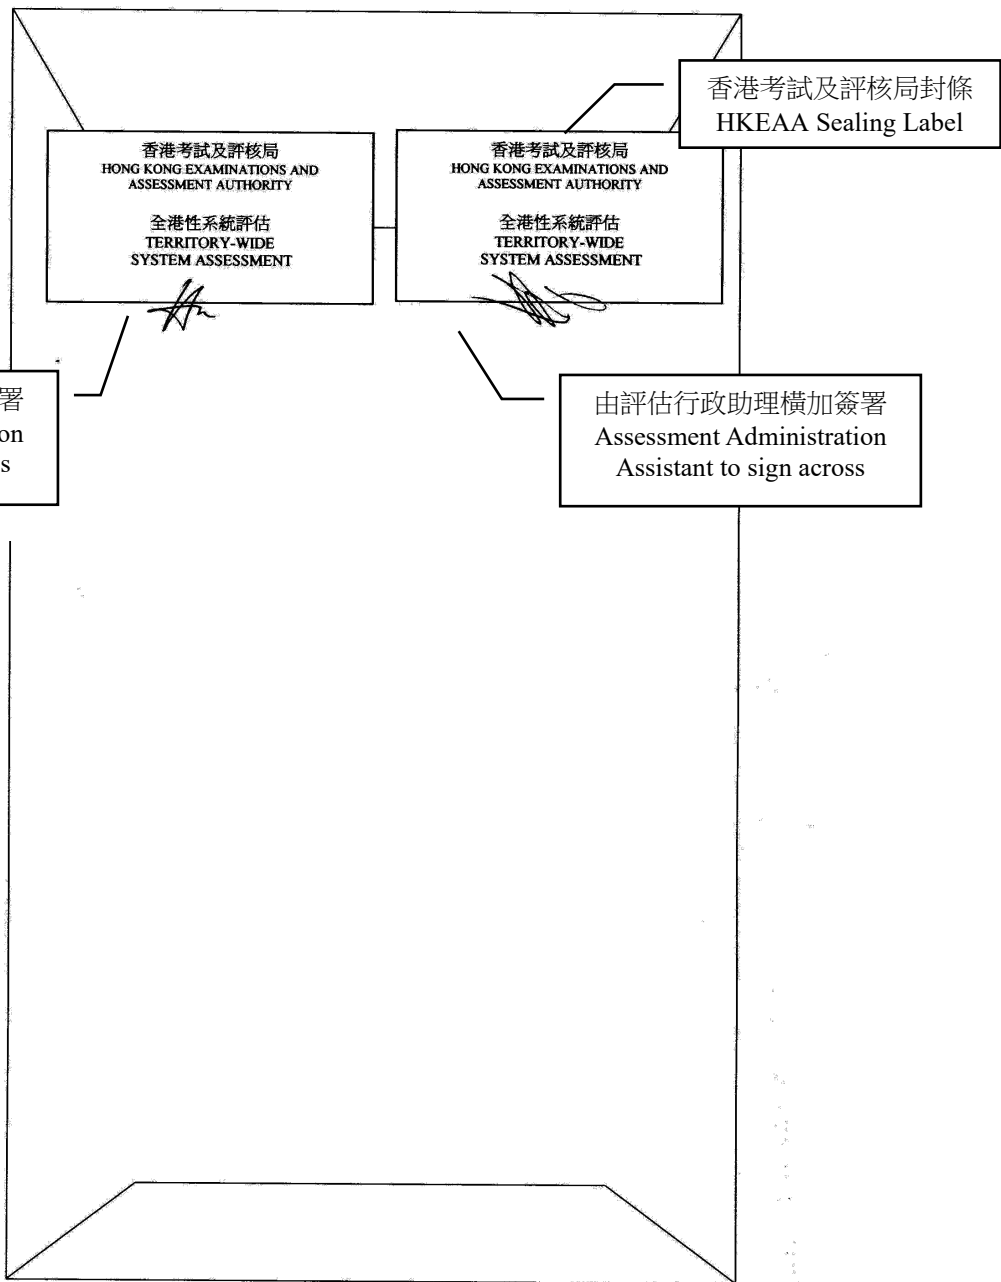 香港考試及評核局封條
HKEAA Sealing Label
香港考試及評核局
HONG KONG EXAMINATIONS AND
ASSESSMENT AUTHORITY
全港性系統評估
TERRITORY-WIDE
SYSTEM ASSESSMENT
香港考試及評核局
HONG KONG EXAMINATIONS AND
ASSESSMENT AUTHORITY
全港性系統評估
TERRITORY-WIDE
SYSTEM ASSESSMENT
署
on
s
由評估行政助理橫加簽署
Assessment Administration
Assistant to sign across